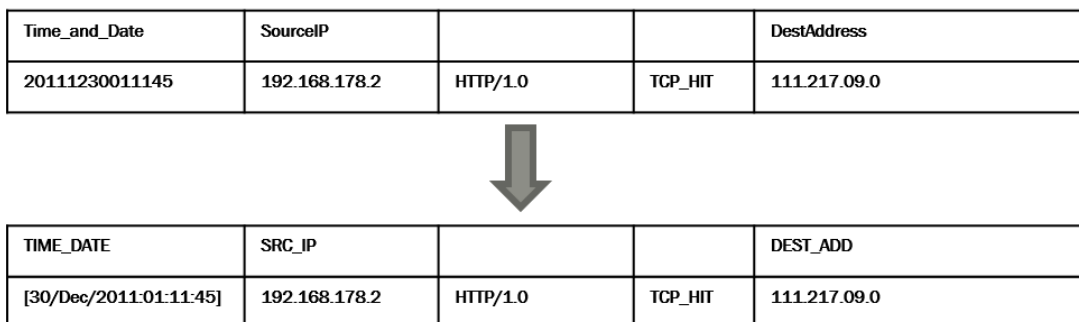 Time_and_Date SourceIP DestAddress
20111230011145 192.168.178.2 HTTP/1.0 TCP_HIT 111.217.09.0
TIME_DATE SRC_IP DEST_ADD
[30/Dec/2011:01:11:45] 192.168.178.2 HTTP/1.0 TCP_HIT 111.217.09.0